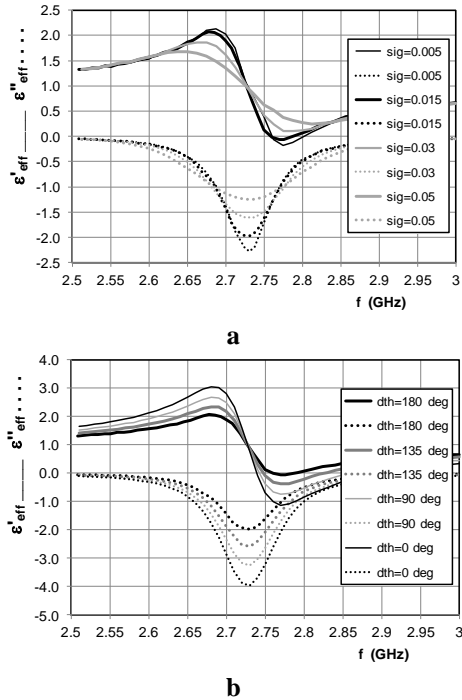 ε'eff ___ ε"eff ....
2.5
2.0
1.5
1.0
0.5
0.0
-0.5
-1.0
-1.5
-2.0
-2.5
2.5 2.55 2.6 2.65 2.7 2.75 2.8 2.85 2.9 2.95 3
f (GHz)
sig=0.005
sig=0.005
sig=0.015
sig=0.015
sig=0.03
sig=0.03
sig=0.05
sig=0.05
a
ε'eff ___ ε"eff ....
4.0
3.0
2.0
1.0
0.0
-1.0
-2.0
-3.0
-4.0
-5.0
2.5 2.55 2.6 2.65 2.7 2.75 2.8 2.85 2.9 2.95 3
f (GHz)
dth=180 deg
dth=180 deg
dth=135 deg
dth=135 deg
dth=90 deg
dth=90 deg
dth=0 deg
dth=0 deg
b